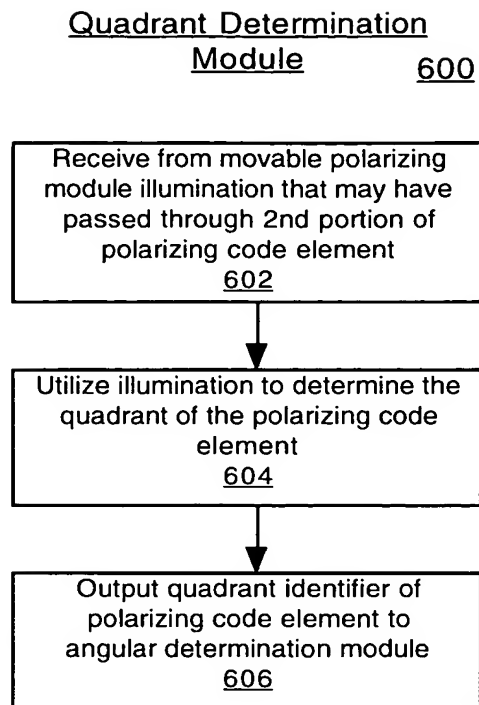 Quadrant Determination
Module
600
Receive from movable polarizing
module illumination that may have
passed through 2nd portion of
polarizing code element
602
Utilize illumination to determine the
quadrant of the polarizing code
element
604
Output quadrant identifier of
polarizing code element to
angular determination module
606